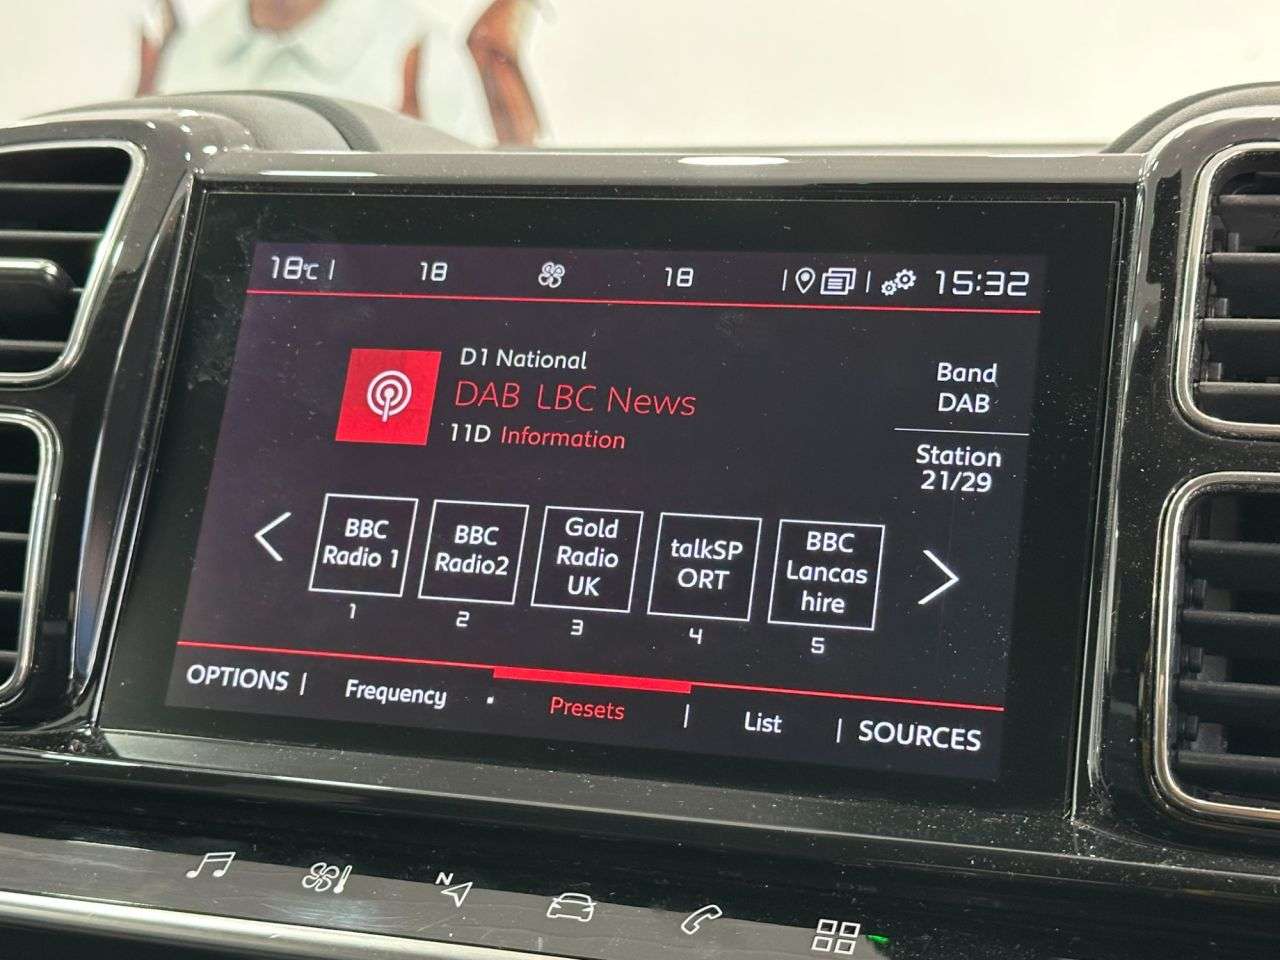 18°C | 18 18 | | 15:32
D1 National
DAB LBC News
11D Information
Band
DAB
Station
21/29
BBC
Radio 1
BBC
Radio2
Gold
Radio
UK
talkSP
ORT
BBC
Lancas
hire
1 2 3 4 5
OPTIONS | Frequency Presets | List | SOURCES
N